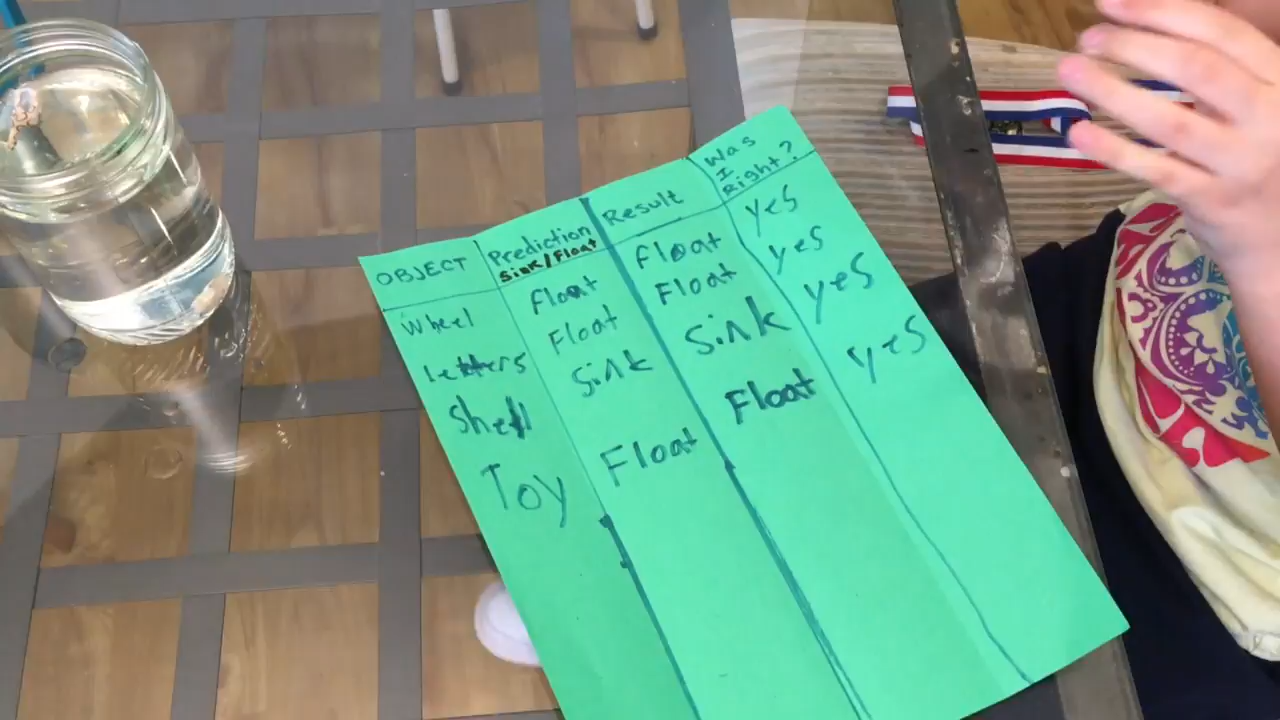 OBJECT Prediction Sink/Float Result Was I Right?
Wheel Float Float yes
letters Float Float yes
Shell Sink Sink yes
Toy Float Float yes